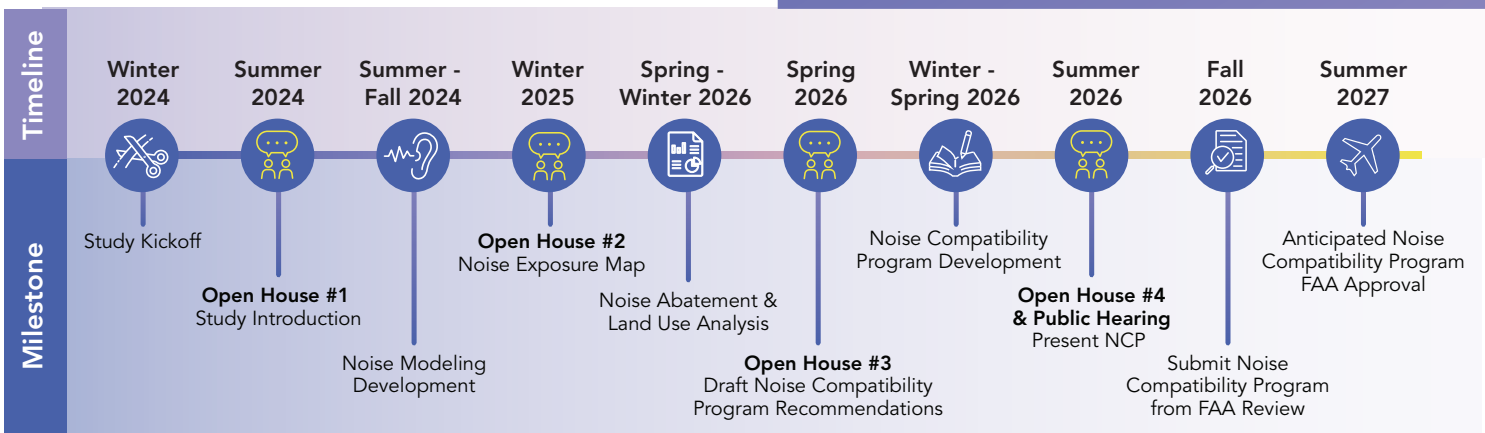 Timeline
Winter
2024
Summer
2024
Summer -
Fall 2024
Winter
2025
Spring -
Winter 2026
Spring
2026
Winter -
Spring 2026
Summer
2026
Fall
2026
Summer
2027
Milestone
Study Kickoff
Open House #1
Study Introduction
Noise Modeling
Development
Open House #2
Noise Exposure Map
Noise Abatement &
Land Use Analysis
Open House #3
Draft Noise Compatibility
Program Recommendations
Noise Compatibility
Program Development
Open House #4
& Public Hearing
Present NCP
Submit Noise
Compatibility Program
from FAA Review
Anticipated Noise
Compatibility Program
FAA Approval